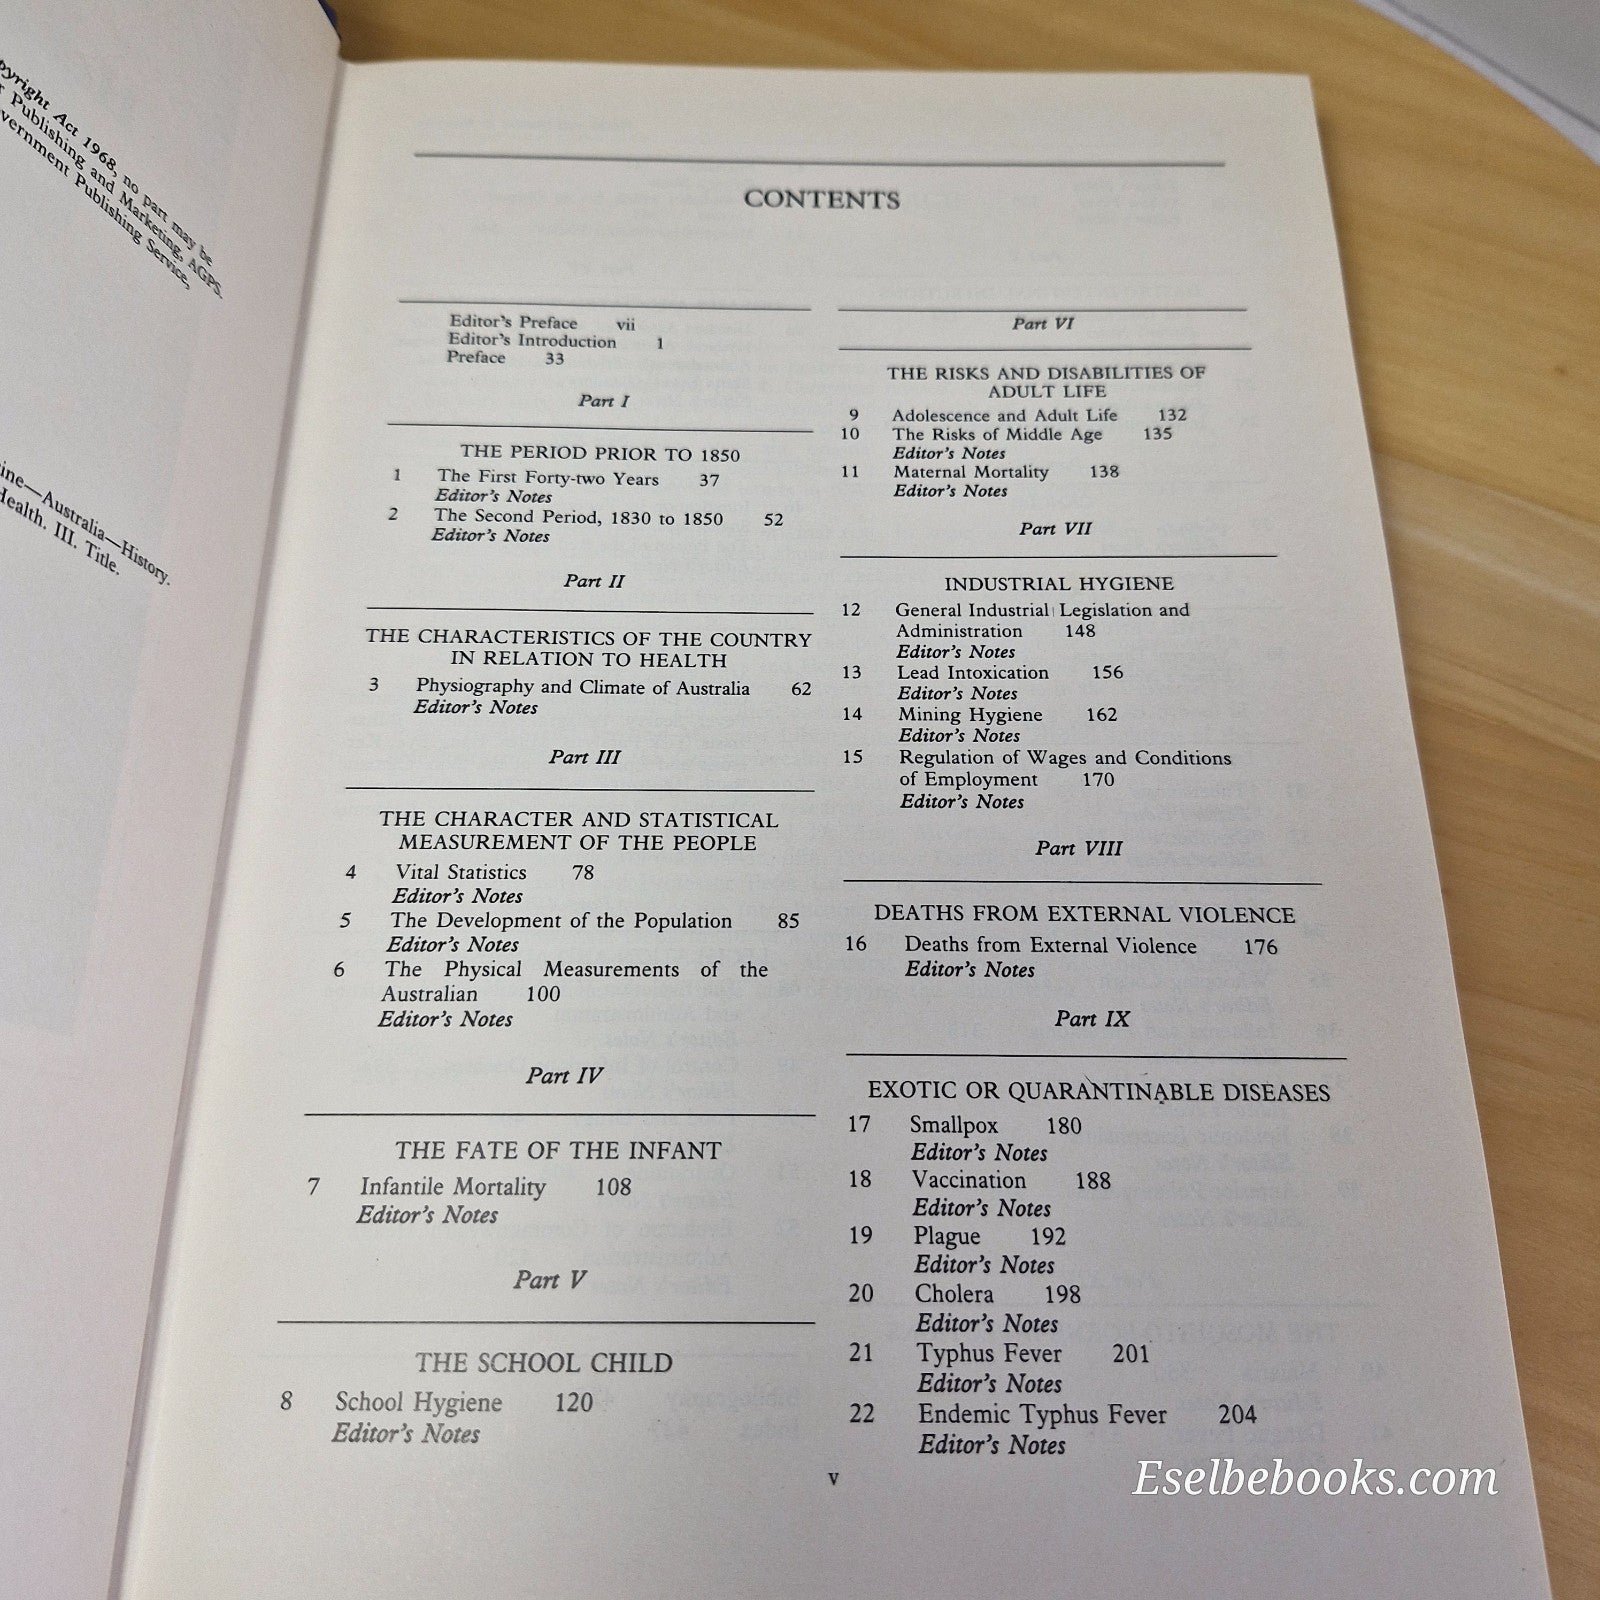 pyright Act 1968, no part may be
Publishing and Marketing, AGPS.
vernment Publishing Service,
ine—Australia—History.
Health. III. Title.
CONTENTS
Editor's Preface vii
Editor's Introduction 1
Preface 33
Part I
THE PERIOD PRIOR TO 1850
1 The First Forty-two Years 37
Editor's Notes
2 The Second Period, 1830 to 1850 52
Editor's Notes
Part II
THE CHARACTERISTICS OF THE COUNTRY
IN RELATION TO HEALTH
3 Physiography and Climate of Australia 62
Editor's Notes
Part III
THE CHARACTER AND STATISTICAL
MEASUREMENT OF THE PEOPLE
4 Vital Statistics 78
Editor's Notes
5 The Development of the Population 85
Editor's Notes
6 The Physical Measurements of the
Australian 100
Editor's Notes
Part IV
THE FATE OF THE INFANT
7 Infantile Mortality 108
Editor's Notes
Part V
THE SCHOOL CHILD
8 School Hygiene 120
Editor's Notes
Part VI
THE RISKS AND DISABILITIES OF
ADULT LIFE
9 Adolescence and Adult Life 132
10 The Risks of Middle Age 135
Editor's Notes
11 Maternal Mortality 138
Editor's Notes
Part VII
INDUSTRIAL HYGIENE
12 General Industrial Legislation and
Administration 148
Editor's Notes
13 Lead Intoxication 156
Editor's Notes
14 Mining Hygiene 162
Editor's Notes
15 Regulation of Wages and Conditions
of Employment 170
Editor's Notes
Part VIII
DEATHS FROM EXTERNAL VIOLENCE
16 Deaths from External Violence 176
Editor's Notes
Part IX
EXOTIC OR QUARANTINABLE DISEASES
17 Smallpox 180
Editor's Notes
18 Vaccination 188
Editor's Notes
19 Plague 192
Editor's Notes
20 Cholera 198
Editor's Notes
21 Typhus Fever 201
Editor's Notes
22 Endemic Typhus Fever 204
Editor's Notes
v
Eselbebooks.com